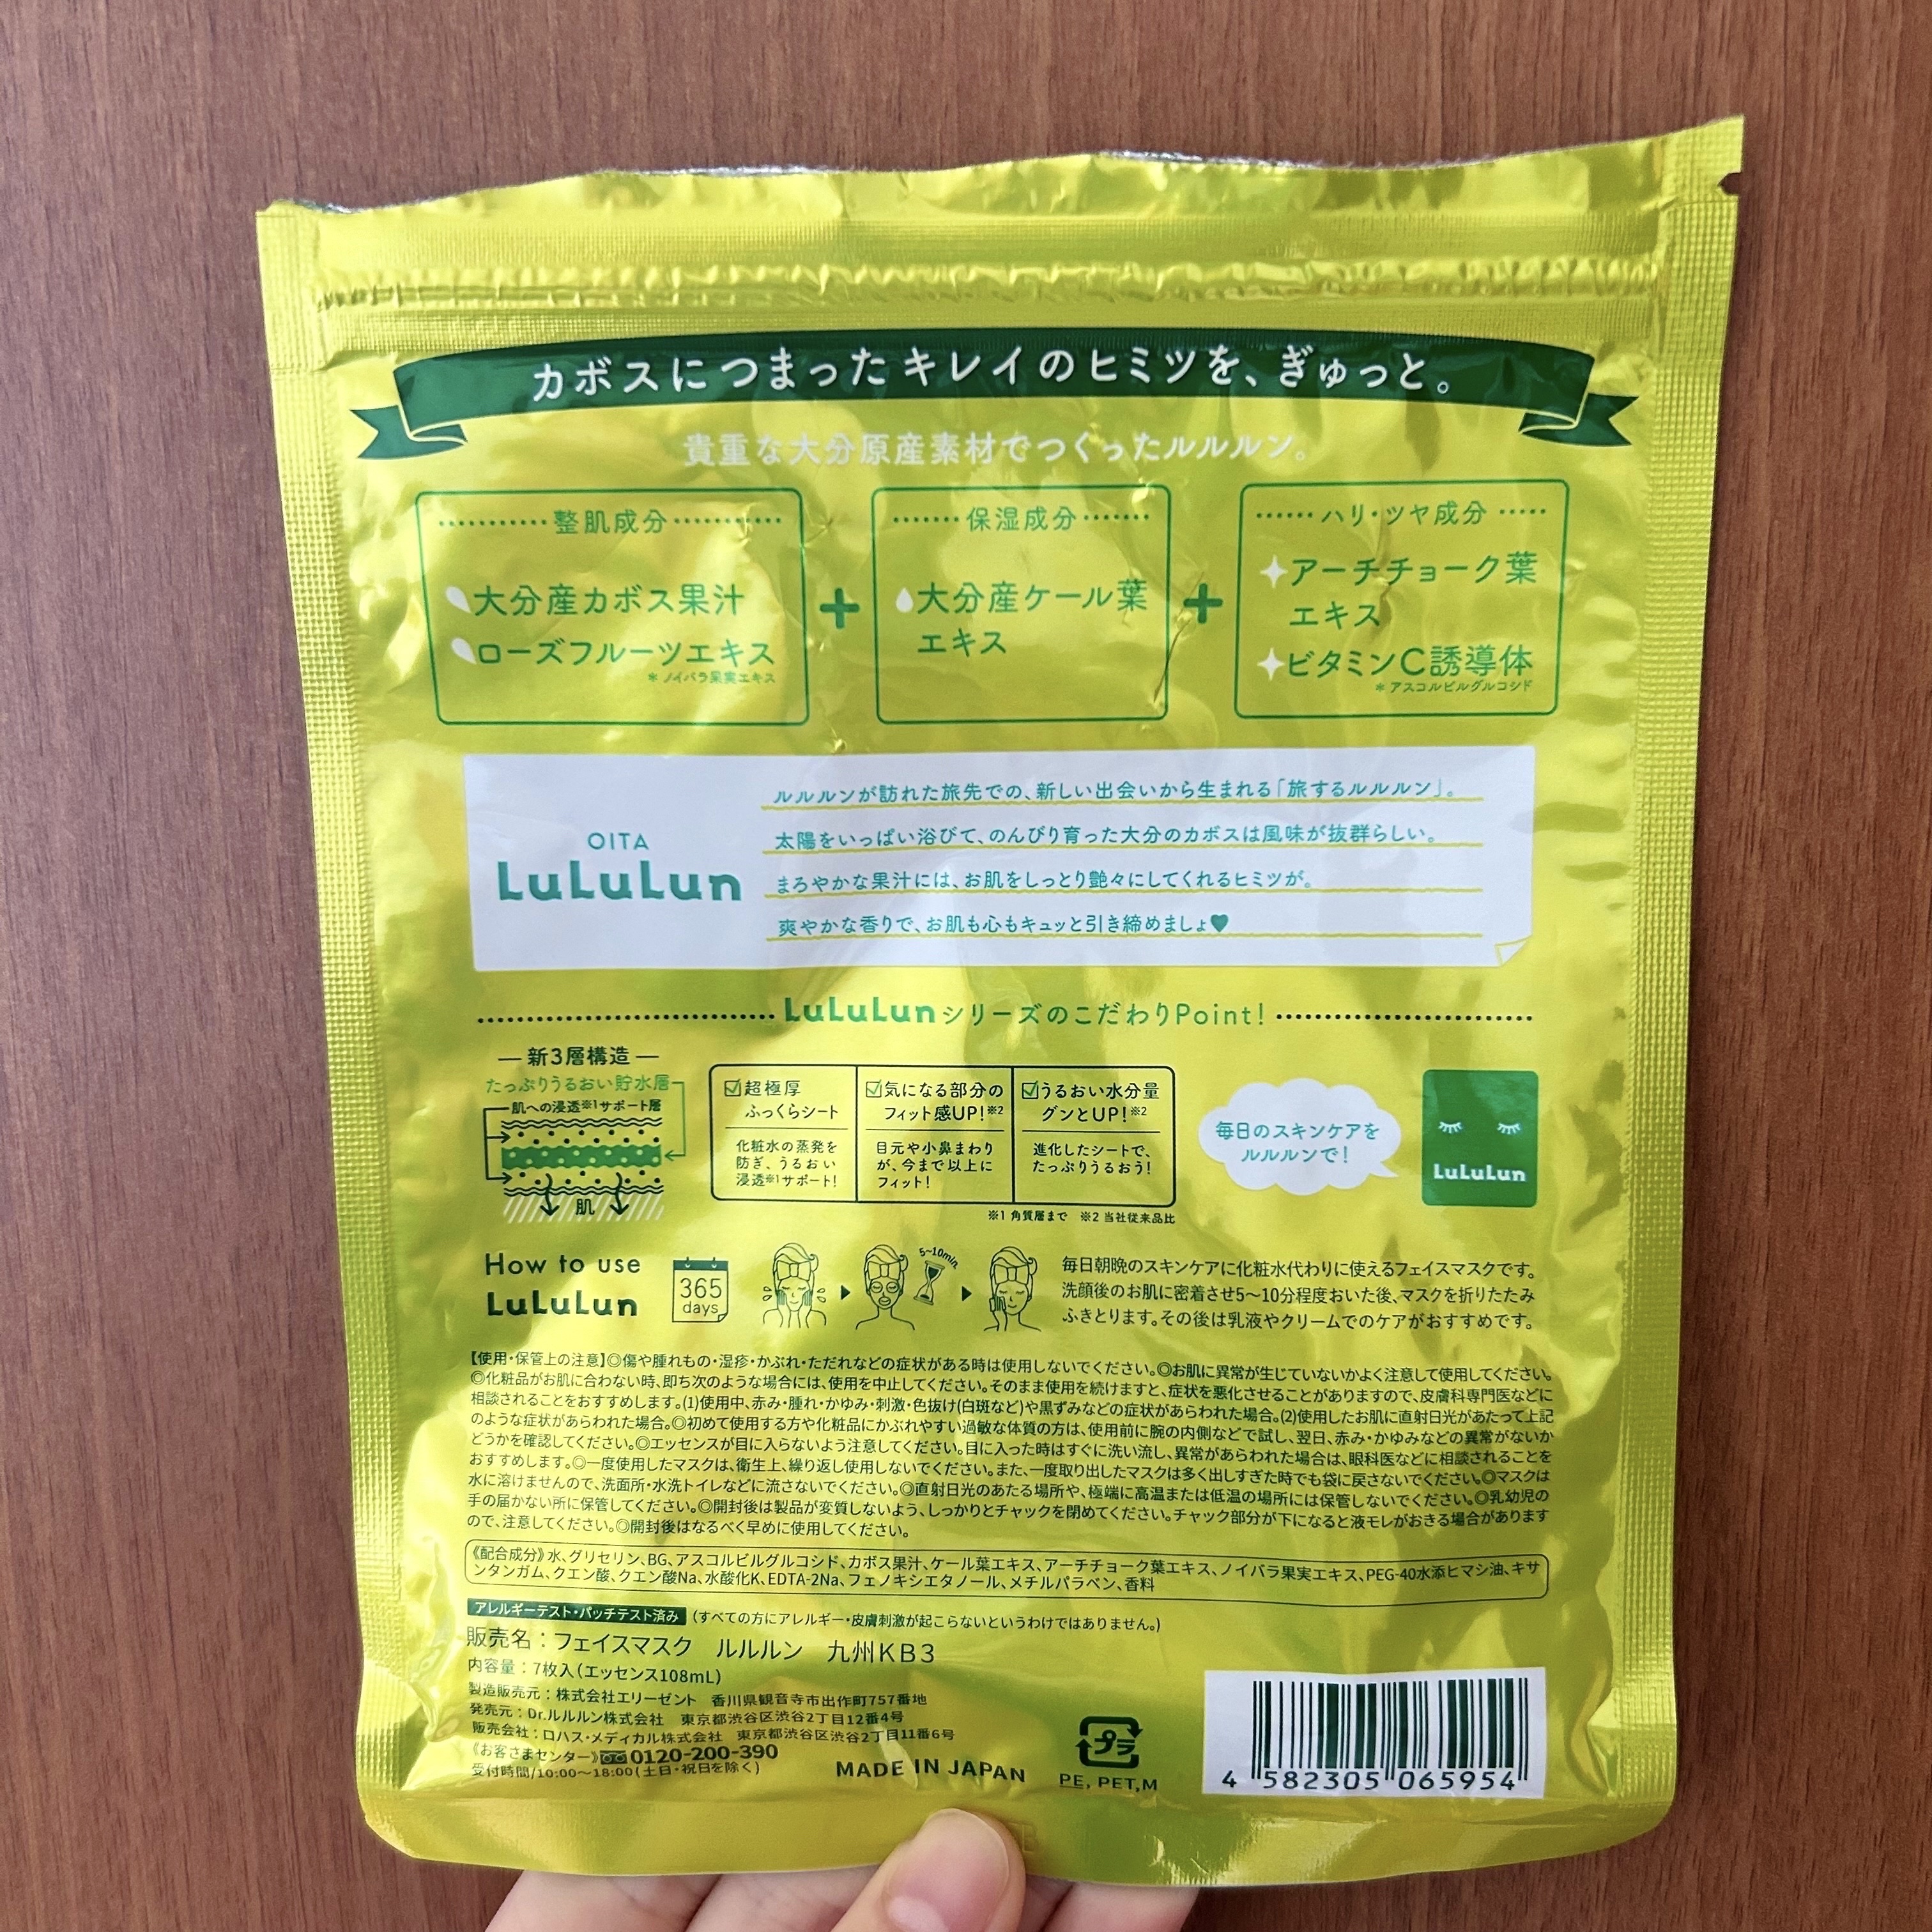 カボスにつまったキレイのヒミツを、ぎゅっと。
貴重な大分原産素材でつくったルルルン。
整肌成分
大分産カボス果汁
ローズフルーツエキス
＊ノイバラ果実エキス
+
保湿成分
大分産ケール葉
エキス
+
ハリ・ツヤ成分
アーチチョーク葉
エキス
ビタミンC誘導体
＊アスコルビルグルコシド
OITA
LuLuLun
ルルルンが訪れた旅先での、新しい出会いから生まれる「旅するルルルン」。
太陽をいっぱい浴びて、のんびり育った大分のカボスは風味が抜群らしい。
まろやかな果汁には、お肌をしっとり艶々にしてくれるヒミツが。
爽やかな香りで、お肌も心もキュッと引き締めましょ♥
LuLuLunシリーズのこだわりPoint!
新3層構造
たっぷりうるおい貯水層
肌への浸透※1サポート層
肌
超極厚
ふっくらシート
化粧水の蒸発を
防ぎ、うるおい
浸透※1サポート!
気になる部分の
フィット感UP!※2
目元や小鼻まわり
が、今まで以上に
フィット!
うるおい水分量
グンとUP!※2
進化したシートで、
たっぷりうるおう!
※1 角質層まで ※2 当社従来品比
毎日のスキンケアを
ルルルンで!
LuLuLun
How to use
LuLuLun
365
days
5~10min.
毎日朝晩のスキンケアに化粧水代わりに使えるフェイスマスクです。
洗顔後のお肌に密着させ5〜10分程度おいた後、マスクを折りたたみ
ふきとります。その後は乳液やクリームでのケアがおすすめです。
【使用・保管上の注意】◎傷や腫れもの・湿疹・かぶれ・ただれなどの症状がある時は使用しないでください。◎お肌に異常が生じていないかよく注意して使用してください。
◎化粧品がお肌に合わない時、即ち次のような場合には、使用を中止してください。そのまま使用を続けますと、症状を悪化させることがありますので、皮膚科専門医などに
相談されることをおすすめします。(1)使用中、赤み・腫れ・かゆみ・刺激・色抜け(白斑など)や黒ずみなどの症状があらわれた場合。(2)使用したお肌に直射日光があたって上記
のような症状があらわれた場合。◎初めて使用する方や化粧品にかぶれやすい過敏な体質の方は、使用前に腕の内側などで試し、翌日、赤み・かゆみなどの異常がないか
どうかを確認してください。◎エッセンスが目に入らないよう注意してください。目に入った時はすぐに洗い流し、異常があらわれた場合は、眼科医などに相談されることを
おすすめします。◎一度使用したマスクは、衛生上、繰り返し使用しないでください。また、一度取り出したマスクは多く出しすぎた時でも袋に戻さないでください。◎マスクは
水に溶けませんので、洗面所・水洗トイレなどに流さないでください。◎直射日光のあたる場所や、極端に高温または低温の場所には保管しないでください。◎乳幼児の
手の届かない所に保管してください。◎開封後は製品が変質しないよう、しっかりとチャックを閉めてください。チャック部分が下になると液モレがおきる場合があります
ので、注意してください。◎開封後はなるべく早めに使用してください。
《配合成分》水、グリセリン、BG、アスコルビルグルコシド、カボス果汁、ケール葉エキス、アーチチョーク葉エキス、ノイバラ果実エキス、PEG-40水添ヒマシ油、キサ
ンタンガム、クエン酸、クエン酸Na、水酸化K、EDTA-2Na、フェノキシエタノール、メチルパラベン、香料
アレルギーテスト・パッチテスト済み (すべての方にアレルギー・皮膚刺激が起こらないというわけではありません。)
販売名：フェイスマスク ルルルン 九州KB3
内容量：7枚入(エッセンス108mL)
製造販売元：株式会社エリーゼント 香川県観音寺市出作町757番地
発売元：Dr.ルルルン株式会社 東京都渋谷区渋谷2丁目12番4号
販売会社：ロハス・メディカル株式会社 東京都渋谷区渋谷2丁目11番6号
《お客さまセンター》0120-200-390
受付時間/10:00〜18:00(土日・祝日を除く)
MADE IN JAPAN
プラ
PE, PET,M
4 582305 065954